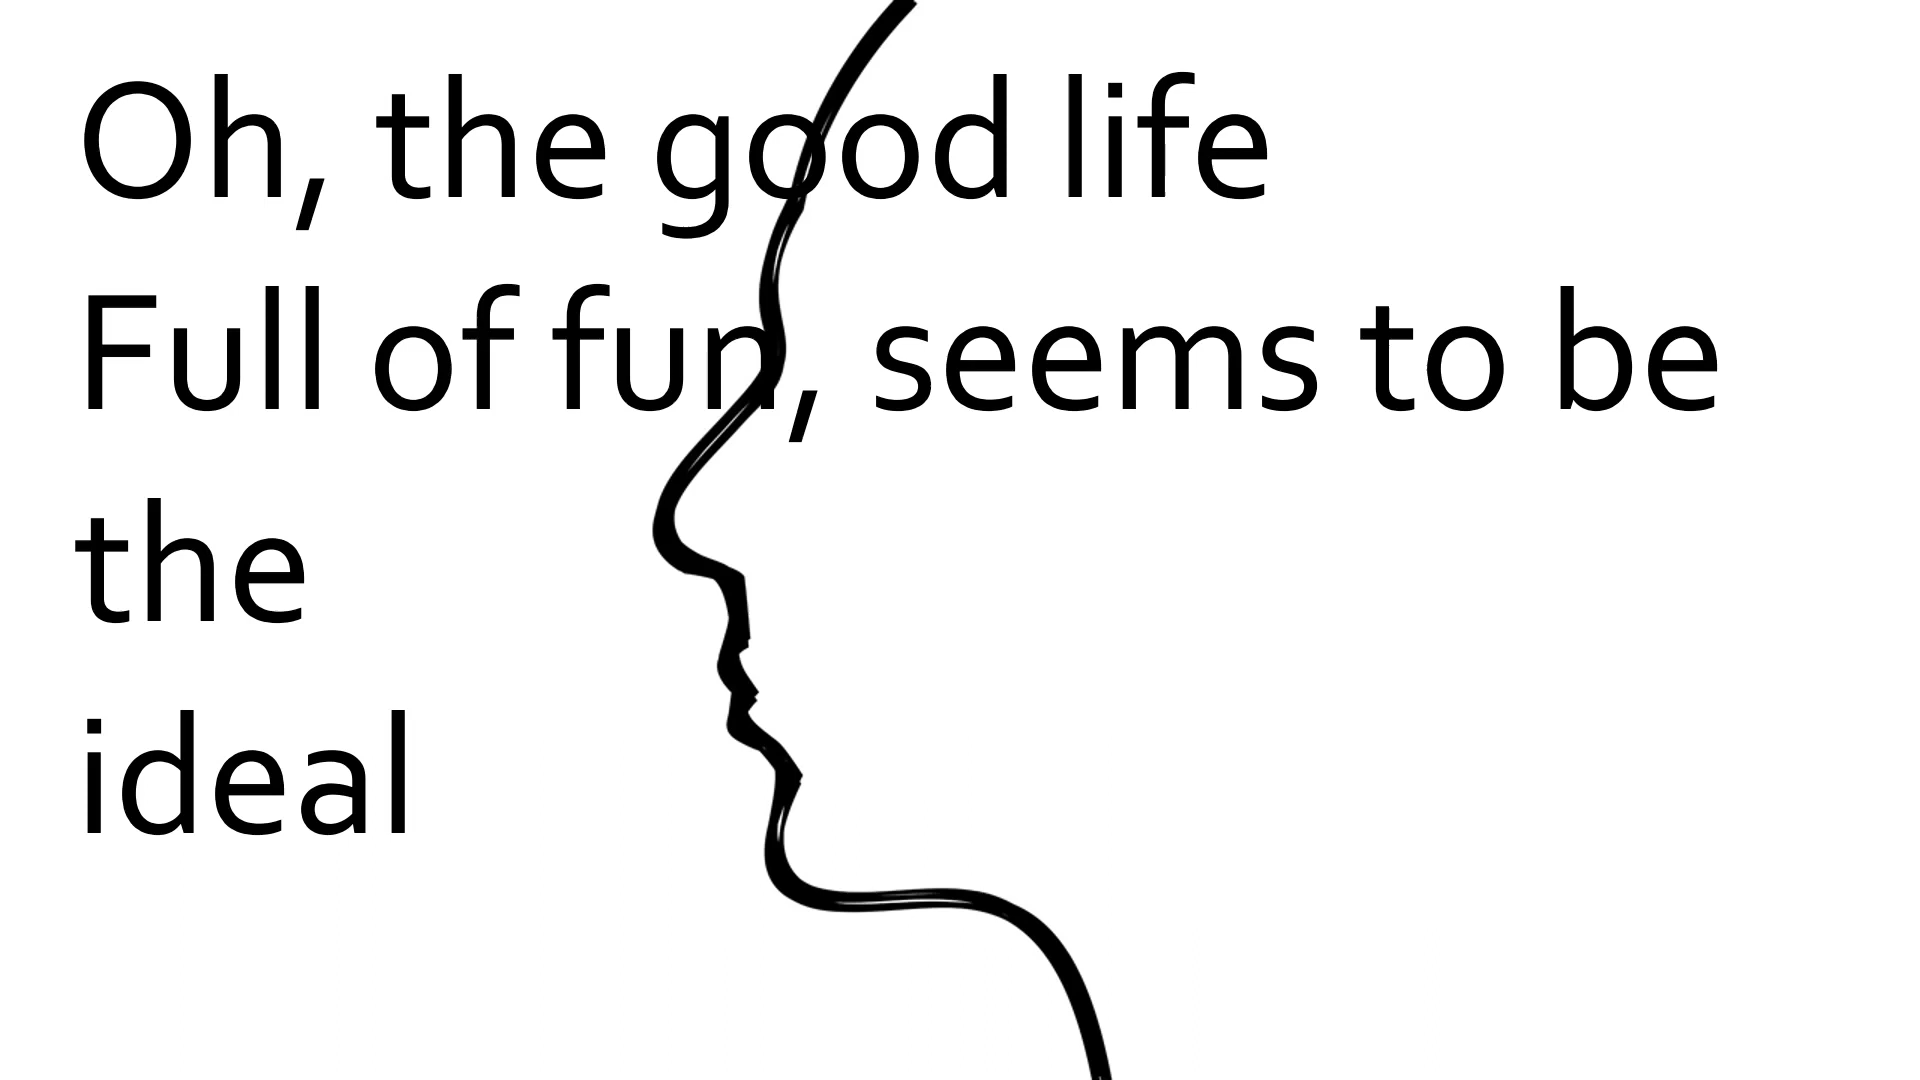 Oh, the good life
Full of fun, seems to be
the
ideal